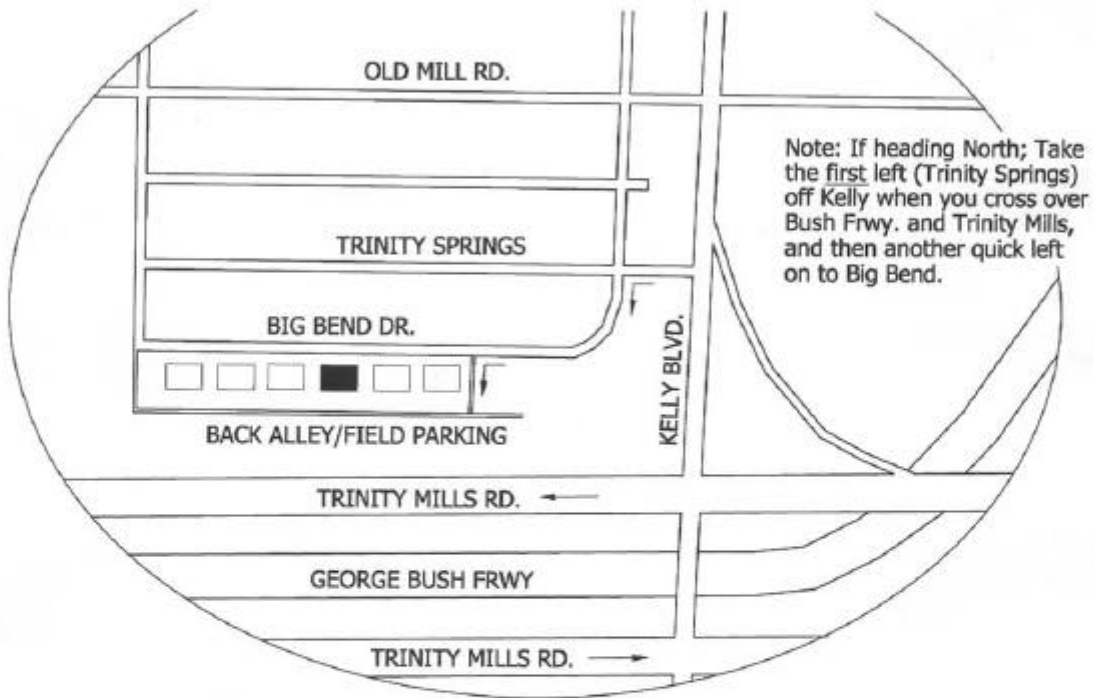 OLD MILL RD.
Note: If heading North; Take
the first left (Trinity Springs)
off Kelly when you cross over
Bush Frwy. and Trinity Mills,
and then another quick left
on to Big Bend.
TRINITY SPRINGS
BIG BEND DR.
KELLY BLVD.
BACK ALLEY/FIELD PARKING
TRINITY MILLS RD.
GEORGE BUSH FRWY
TRINITY MILLS RD.